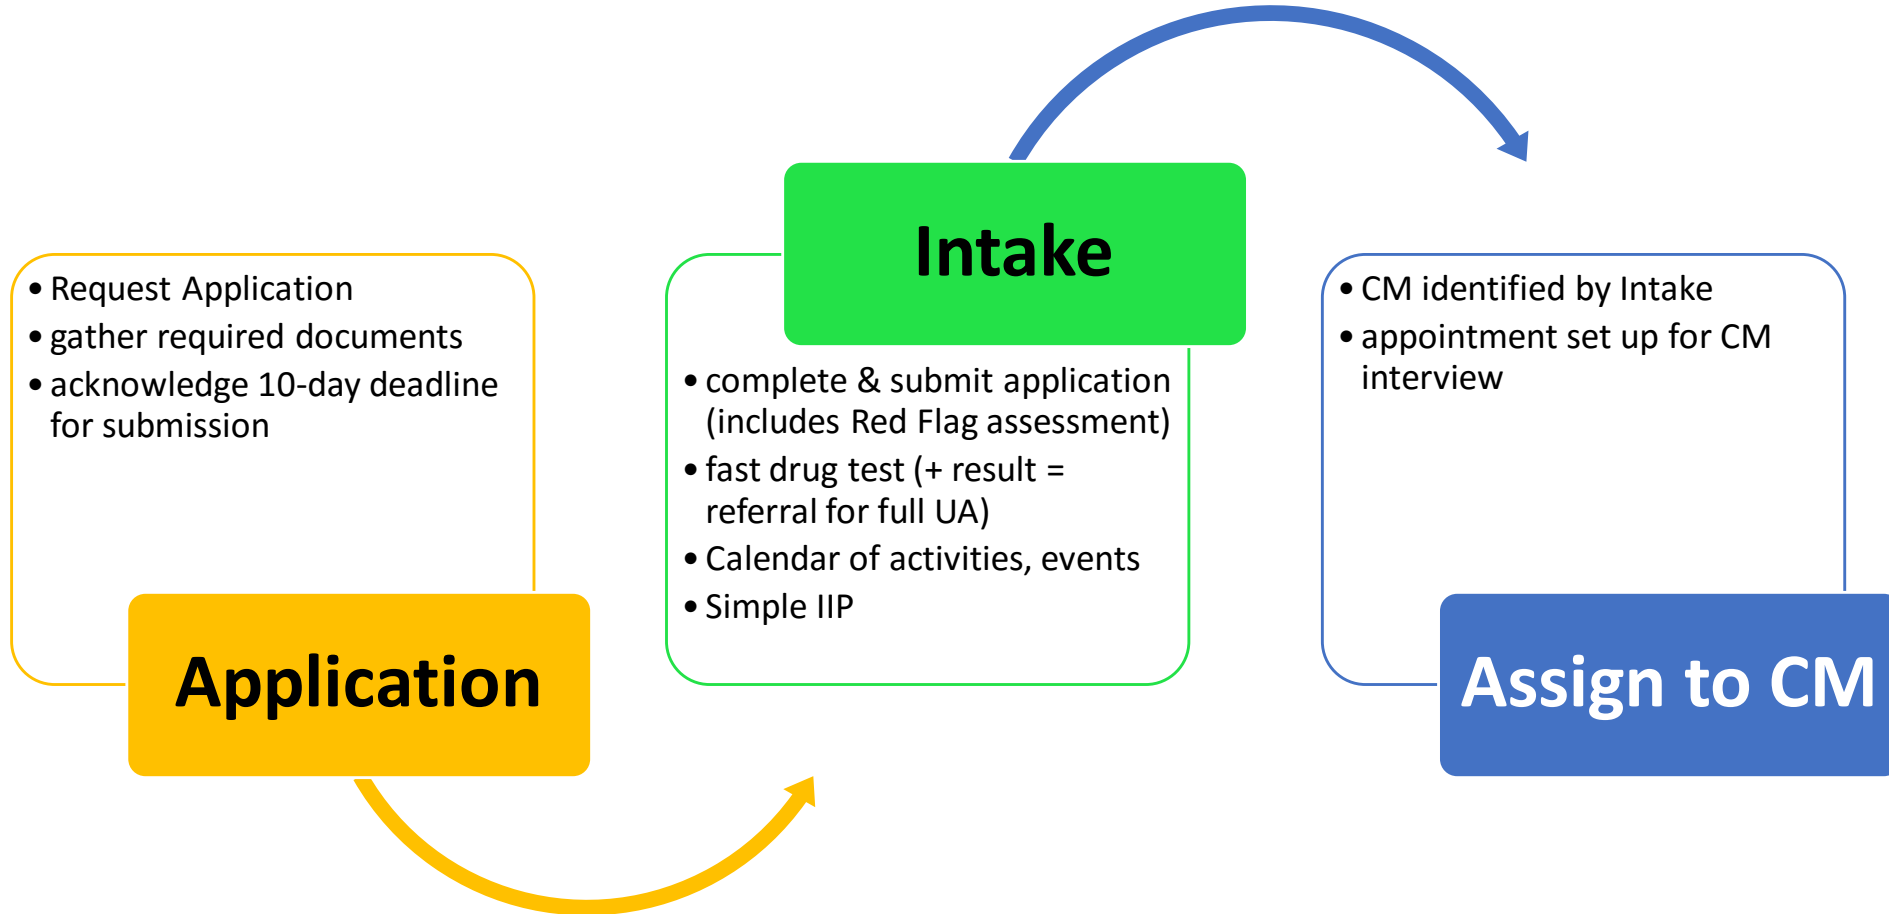 • Request Application
• gather required documents
• acknowledge 10-day deadline
for submission
Application
Intake
• complete & submit application
(includes Red Flag assessment)
• fast drug test (+ result =
referral for full UA)
• Calendar of activities, events
• Simple IIP
• CM identified by Intake
• appointment set up for CM
interview
Assign to CM